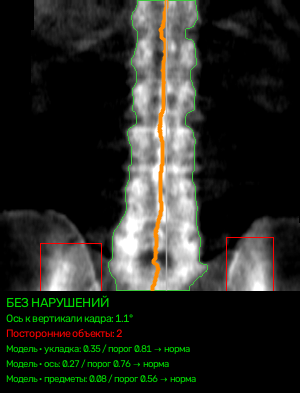 БЕЗ НАРУШЕНИЙ
Ось к вертикали кадра: 1.1°
Посторонние объекты: 2
Модель • укладка: 0.35 / порог 0.81 → норма
Модель • ось: 0.27 / порог 0.76 → норма
Модель • предметы: 0.08 / порог 0.56 → норма